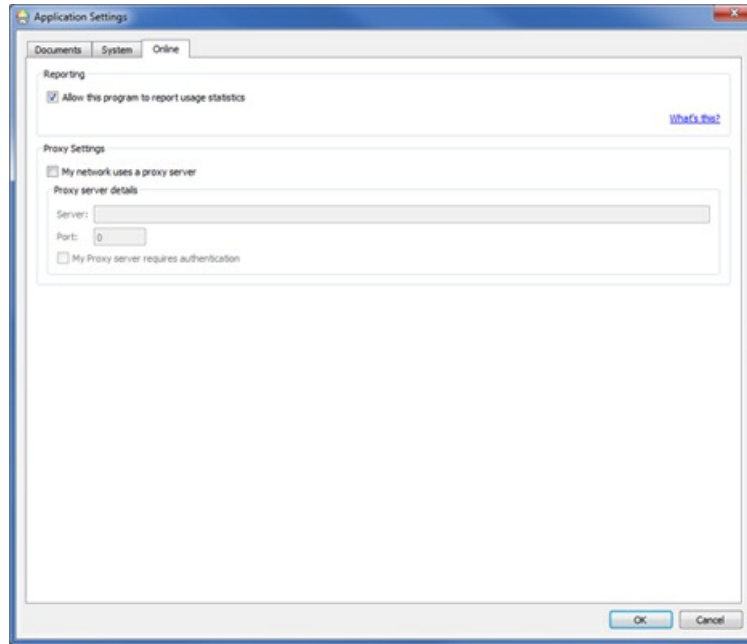 Application Settings
Documents System Online
Reporting
Allow this program to report usage statistics
What's this?
Proxy Settings
My network uses a proxy server
Proxy server details
Server:
Port: 0
My Proxy server requires authentication
OK Cancel